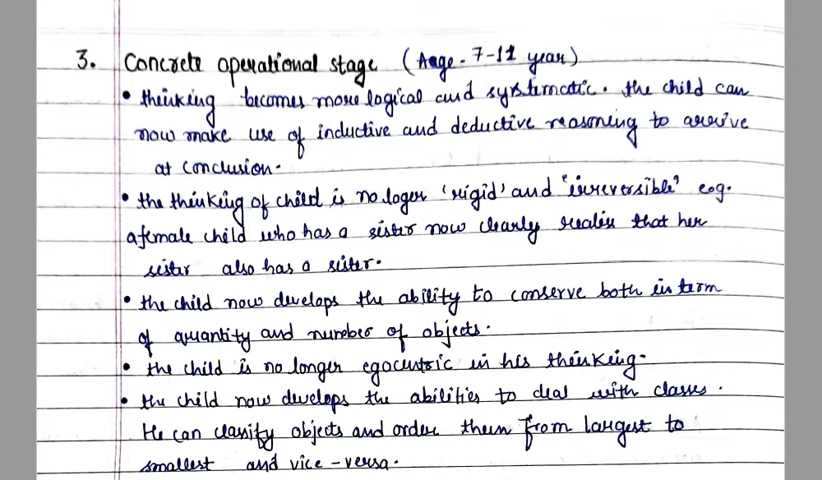 3. Concrete operational stage (Aage - 7-11 year)
• thinking becomes more logical and systematic. the child can
now make use of inductive and deductive reasoning to arrive
at conclusion.
• the thinking of child is no loger 'rigid' and 'irreversible' eg.
a female child who has a sister now clearly realise that her
sister also has a sister.
• the child now develops the ability to conserve both in term
of quantity and number of objects.
• the child is no longer egocentric in his thinking.
• the child now develops the abilities to deal with classes.
He can classify objects and order them from largest to
smallest and vice-versa.